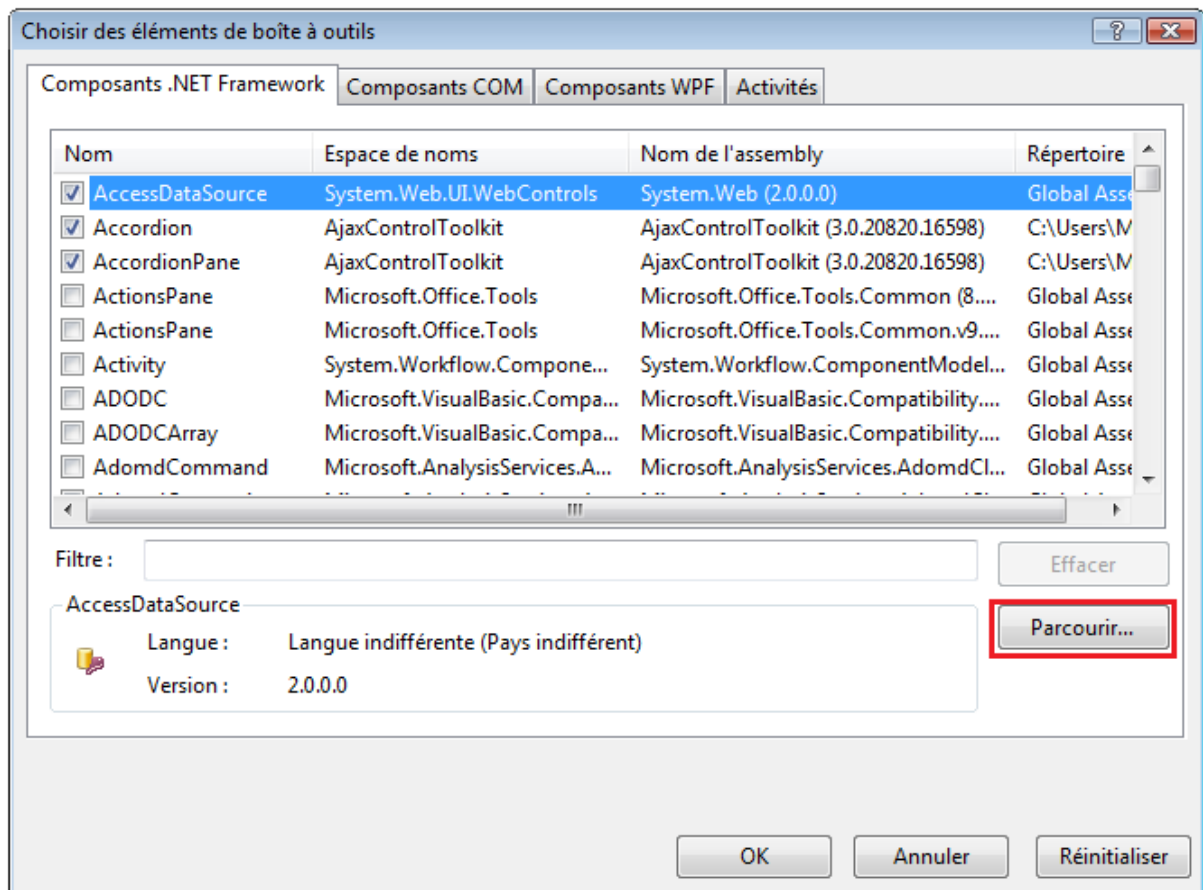 Choisir des éléments de boîte à outils
Composants .NET Framework Composants COM Composants WPF Activités
Nom Espace de noms Nom de l'assembly Répertoire
AccessDataSource System.Web.UI.WebControls System.Web (2.0.0.0) Global Asse
Accordion AjaxControlToolkit AjaxControlToolkit (3.0.20820.16598) C:\Users\M
AccordionPane AjaxControlToolkit AjaxControlToolkit (3.0.20820.16598) C:\Users\M
ActionsPane Microsoft.Office.Tools Microsoft.Office.Tools.Common (8.... Global Asse
ActionsPane Microsoft.Office.Tools Microsoft.Office.Tools.Common.v9.... Global Asse
Activity System.Workflow.Compone... System.Workflow.ComponentModel... Global Asse
ADODC Microsoft.VisualBasic.Compa... Microsoft.VisualBasic.Compatibility.... Global Asse
ADODCArray Microsoft.VisualBasic.Compa... Microsoft.VisualBasic.Compatibility.... Global Asse
AdomdCommand Microsoft.AnalysisServices.A... Microsoft.AnalysisServices.AdomdCl... Global Asse
Filtre :
Effacer
AccessDataSource
Parcourir...
Langue : Langue indifférente (Pays indifférent)
Version : 2.0.0.0
OK Annuler Réinitialiser